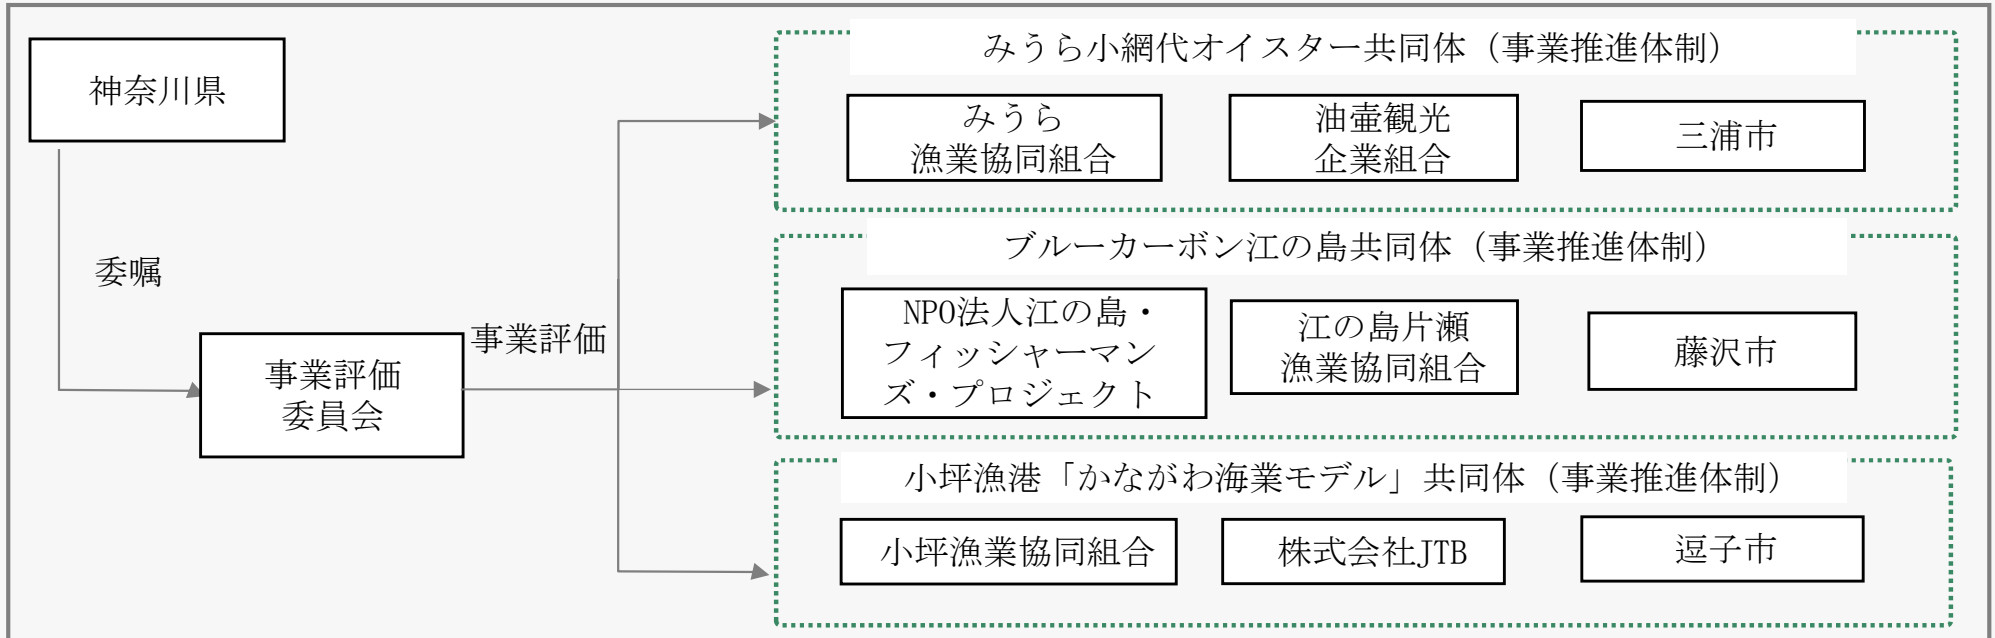 神奈川県
委嘱
事業評価
委員会
事業評価
みうら小網代オイスター共同体（事業推進体制）
みうら
漁業協同組合
油壷観光
企業組合
三浦市
ブルーカーボン江の島共同体（事業推進体制）
NPO法人江の島・
フィッシャーマン
ズ・プロジェクト
江の島片瀬
漁業協同組合
藤沢市
小坪漁港「かながわ海業モデル」共同体（事業推進体制）
小坪漁業協同組合
株式会社JTB
逗子市